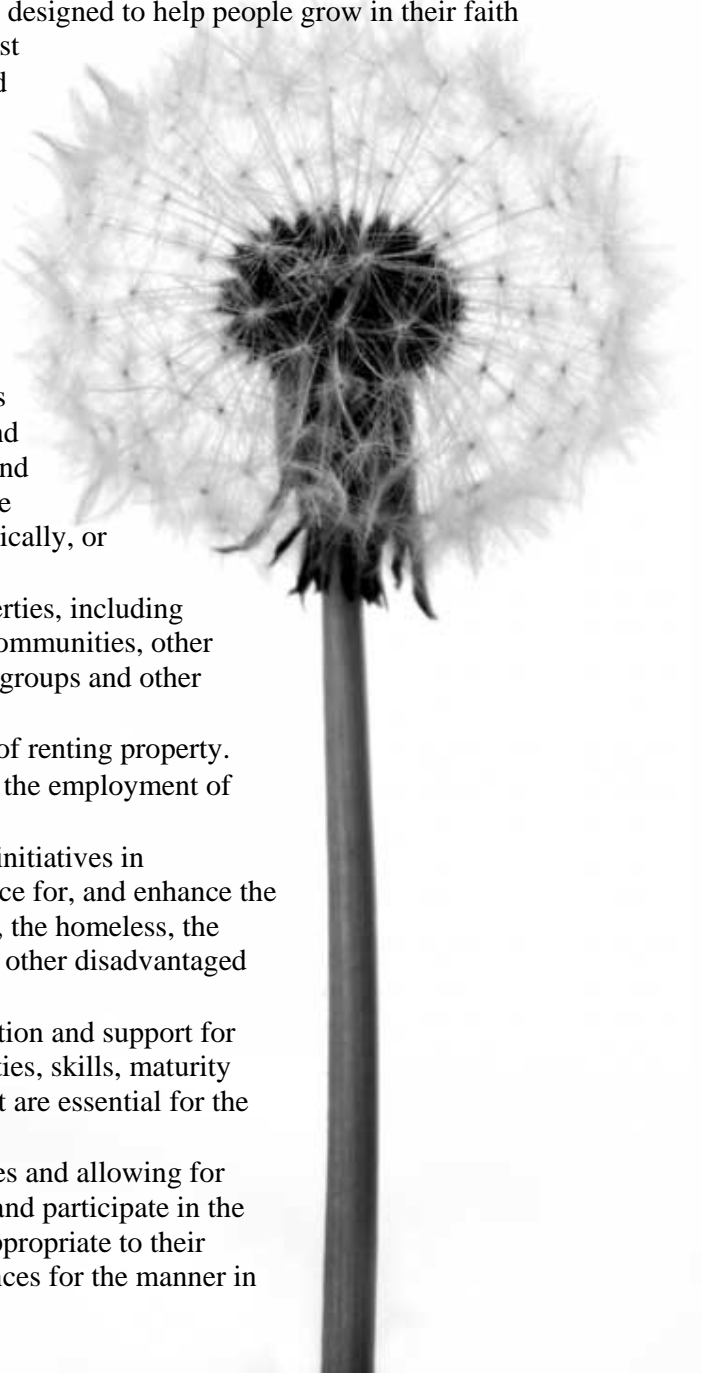 designed to help people grow in their faith
st
d
s
nd
nd
e
ically, or
erties, including
ommunities, other
groups and other
of renting property.
the employment of
initiatives in
ce for, and enhance the
, the homeless, the
other disadvantaged
tion and support for
ties, skills, maturity
t are essential for the
es and allowing for
and participate in the
ppropriate to their
nces for the manner in